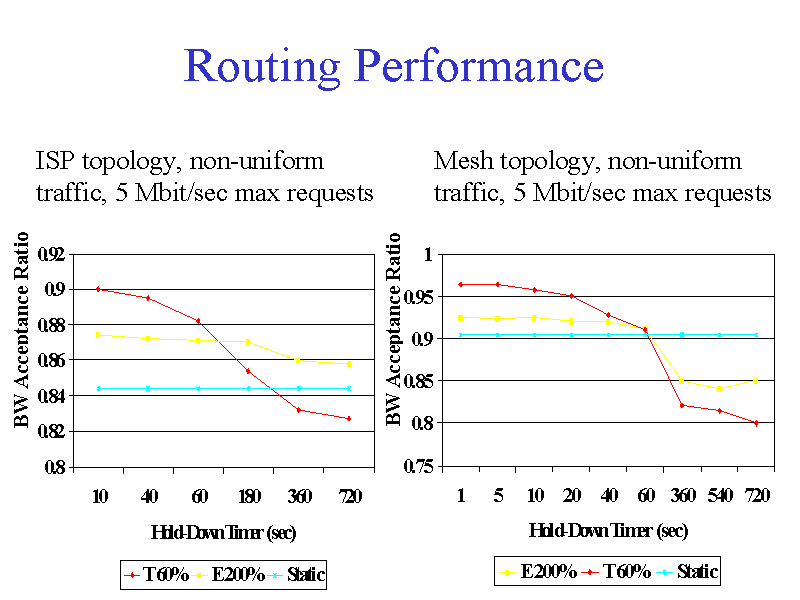 Routing Performance
ISP topology, non-uniform
traffic, 5 Mbit/sec max requests
BW Acceptance Ratio
0.92
0.9
0.88
0.86
0.84
0.82
0.8
10 40 60 180 360 720
Hold-Down Timer (sec)
T60% E200% Static
Mesh topology, non-uniform
traffic, 5 Mbit/sec max requests
BW Acceptance Ratio
1
0.95
0.9
0.85
0.8
0.75
1 5 10 20 40 60 360 540 720
Hold-Down Timer (sec)
E200% T60% Static